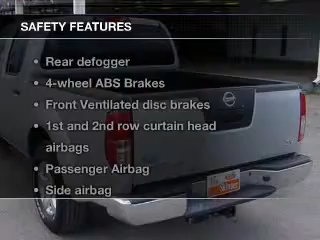 SAFETY FEATURES
• Rear defogger
• 4-wheel ABS Brakes
• Front Ventilated disc brakes
• 1st and 2nd row curtain head
airbags
• Passenger Airbag
• Side airbag